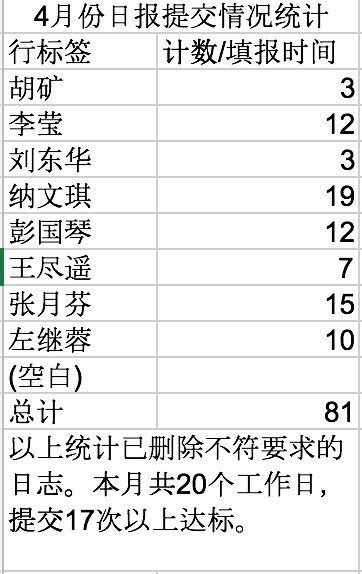 4月份日报提交情况统计
行标签 计数/填报时间
胡矿 3
李莹 12
刘东华 3
纳文琪 19
彭国琴 12
王尽遥 7
张月芬 15
左继蓉 10
(空白)
总计 81
以上统计已删除不符要求的
日志。本月共20个工作日，
提交17次以上达标。